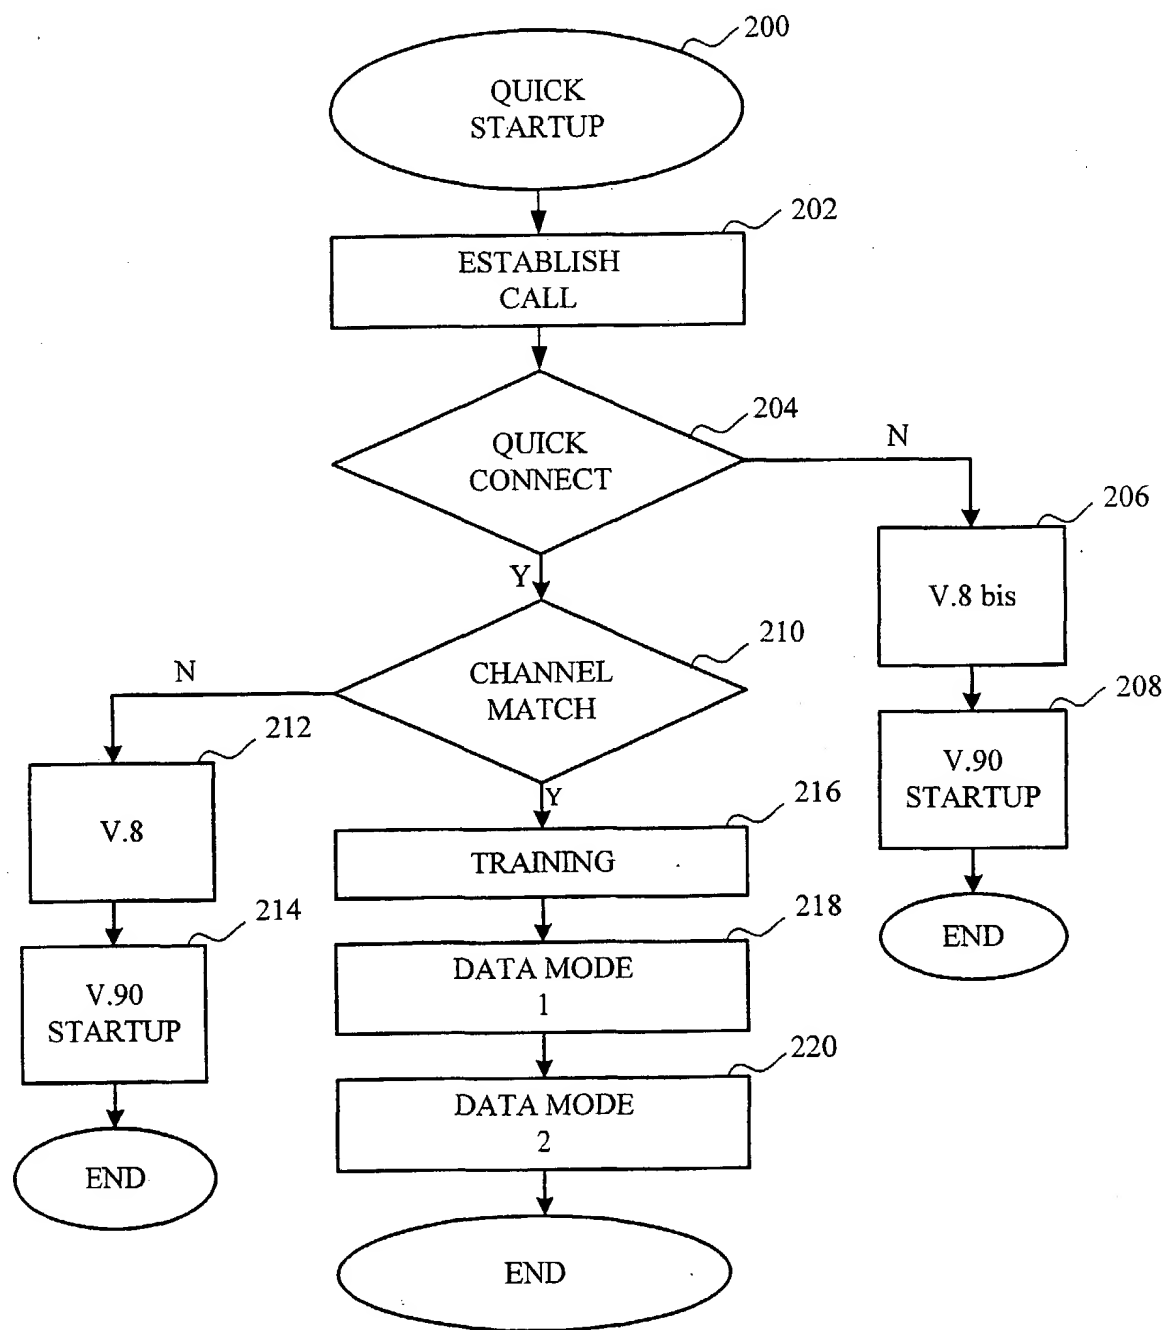 200
QUICK
STARTUP
202
ESTABLISH
CALL
204
QUICK
CONNECT
N
206
V.8 bis
Y
210
CHANNEL
MATCH
N
208
V.90
STARTUP
212
V.8
Y
216
TRAINING
END
214
V.90
STARTUP
218
DATA MODE
1
220
DATA MODE
2
END
END